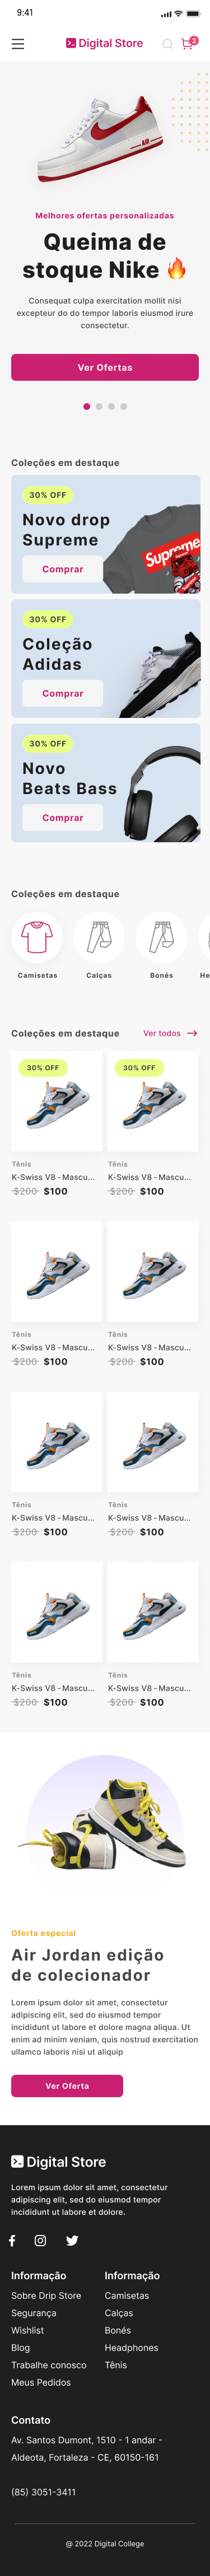 9:41
Digital Store
2
AIR
Melhores ofertas personalizadas
Queima de
stoque Nike 🔥
Consequat culpa exercitation mollit nisi
excepteur do do tempor laboris eiusmod irure
consectetur.
Ver Ofertas
Coleções em destaque
30% OFF
Novo drop
Supreme
Comprar
Supreme
30% OFF
Coleção
Adidas
Comprar
30% OFF
Novo
Beats Bass
Comprar
Coleções em destaque
Camisetas
Calças
Bonés
He
Coleções em destaque
Ver todos
30% OFF
30% OFF
Tênis
Tênis
K-Swiss V8 - Mascu...
K-Swiss V8 - Mascu...
$200 $100
$200 $100
Tênis
Tênis
K-Swiss V8 - Mascu...
K-Swiss V8 - Mascu...
$200 $100
$200 $100
Tênis
Tênis
K-Swiss V8 - Mascu...
K-Swiss V8 - Mascu...
$200 $100
$200 $100
Tênis
Tênis
K-Swiss V8 - Mascu...
K-Swiss V8 - Mascu...
$200 $100
$200 $100
Oferta especial
Air Jordan edição
de colecionador
Lorem ipsum dolor sit amet, consectetur
adipiscing elit, sed do eiusmod tempor
incididunt ut labore et dolore magna aliqua. Ut
enim ad minim veniam, quis nostrud exercitation
ullamco laboris nisi ut aliquip
Ver Oferta
Digital Store
Lorem ipsum dolor sit amet, consectetur
adipiscing elit, sed do eiusmod tempor
incididunt ut labore et dolore.
Informação
Sobre Drip Store
Segurança
Wishlist
Blog
Trabalhe conosco
Meus Pedidos
Informação
Camisetas
Calças
Bonés
Headphones
Tênis
Contato
Av. Santos Dumont, 1510 - 1 andar -
Aldeota, Fortaleza - CE, 60150-161
(85) 3051-3411
@ 2022 Digital College